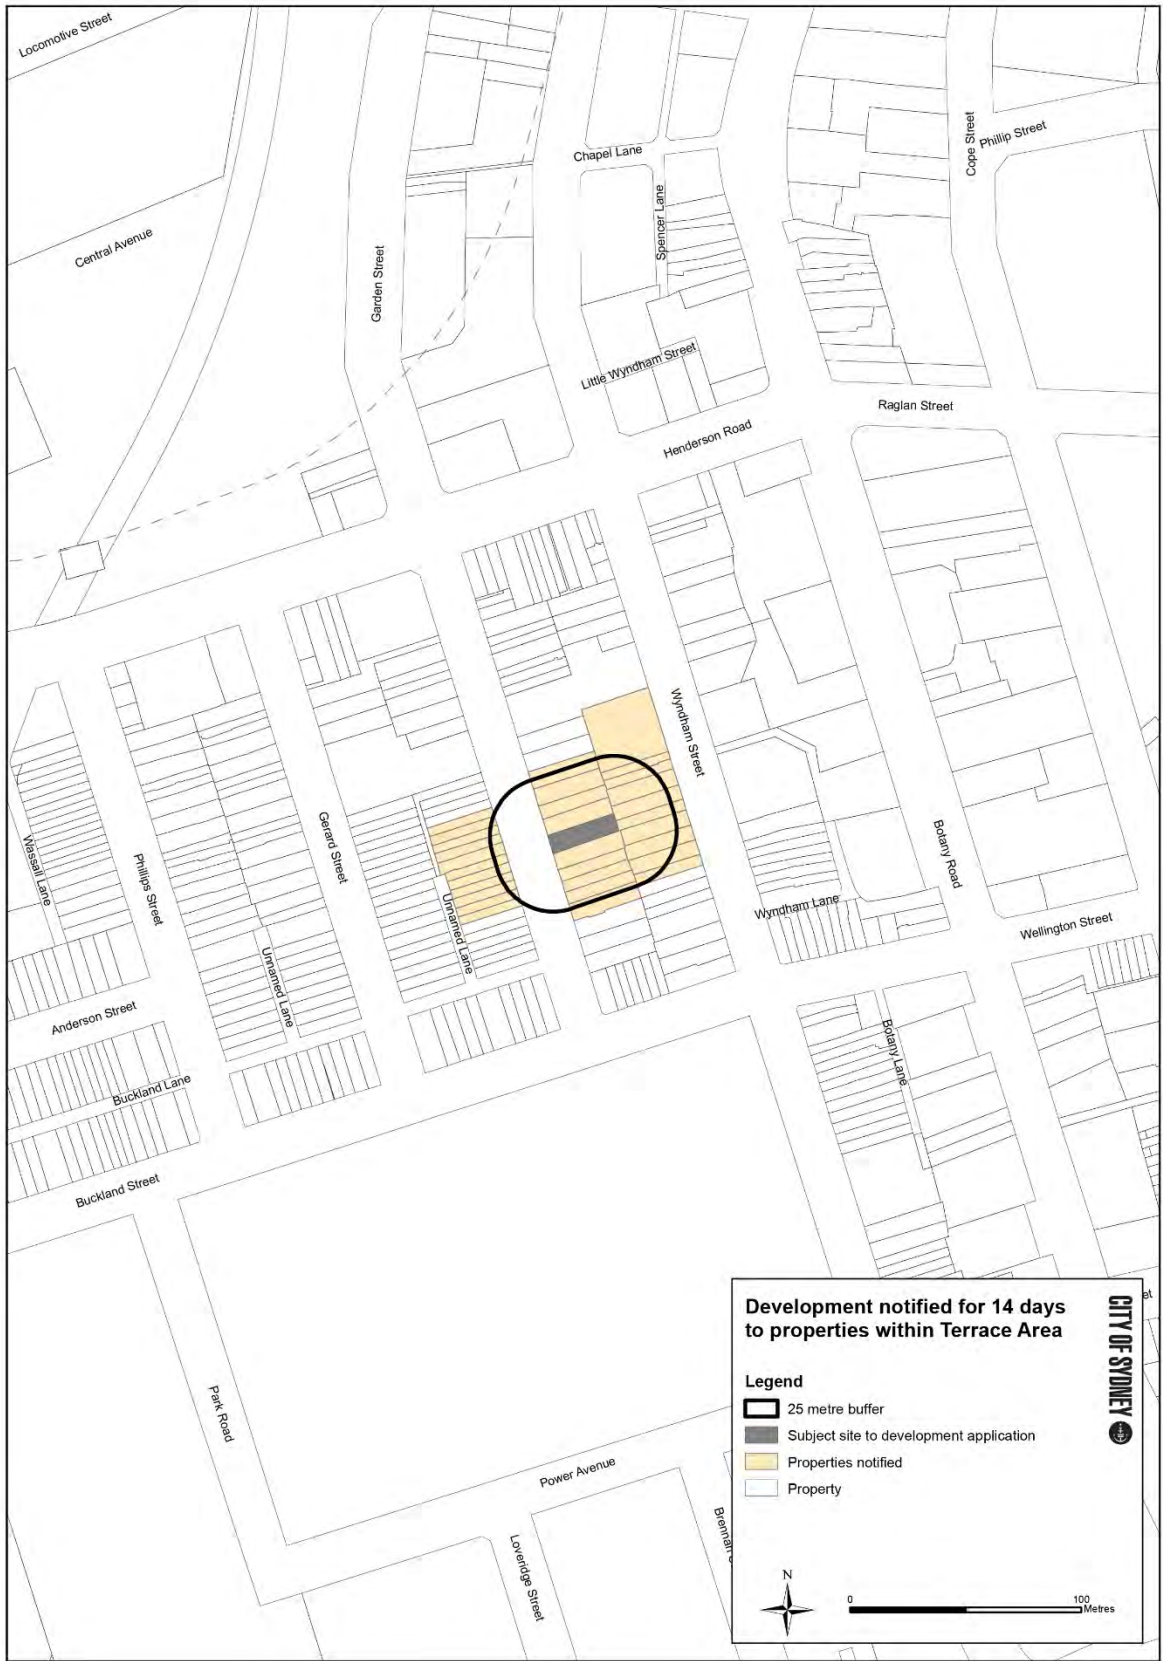 Locomotive Street
Central Avenue
Garden Street
Chapel Lane
Spencer Lane
Cope Street
Phillip Street
Little Wyndham Street
Raglan Street
Henderson Road
Wyndham Street
Wassall Lane
Phillips Street
Gerard Street
Unnamed Lane
Unnamed Lane
Botany Road
Wyndham Lane
Wellington Street
Anderson Street
Buckland Lane
Botany Lane
Buckland Street
Park Road
Power Avenue
Loveridge Street
Brennan
Development notified for 14 days
to properties within Terrace Area
CITY OF SYDNEY
Legend
25 metre buffer
Subject site to development application
Properties notified
Property
N
0 100
Metres